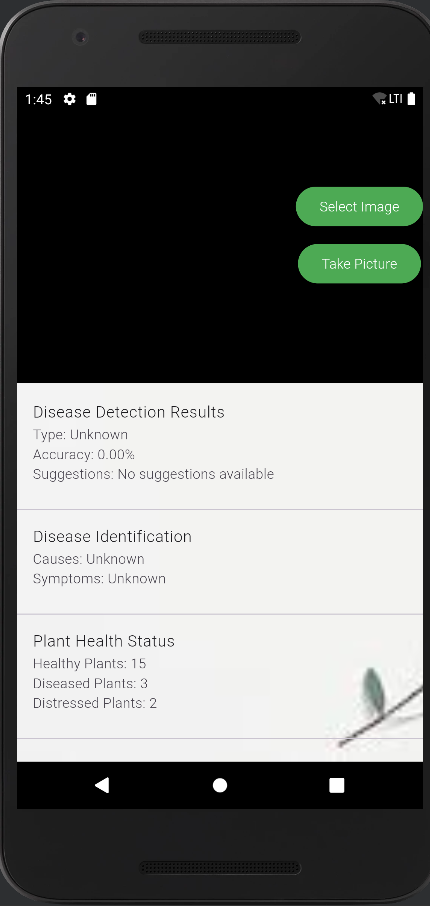 1:45 LTI
Select Image
Take Picture
Disease Detection Results
Type: Unknown
Accuracy: 0.00%
Suggestions: No suggestions available
Disease Identification
Causes: Unknown
Symptoms: Unknown
Plant Health Status
Healthy Plants: 15
Diseased Plants: 3
Distressed Plants: 2